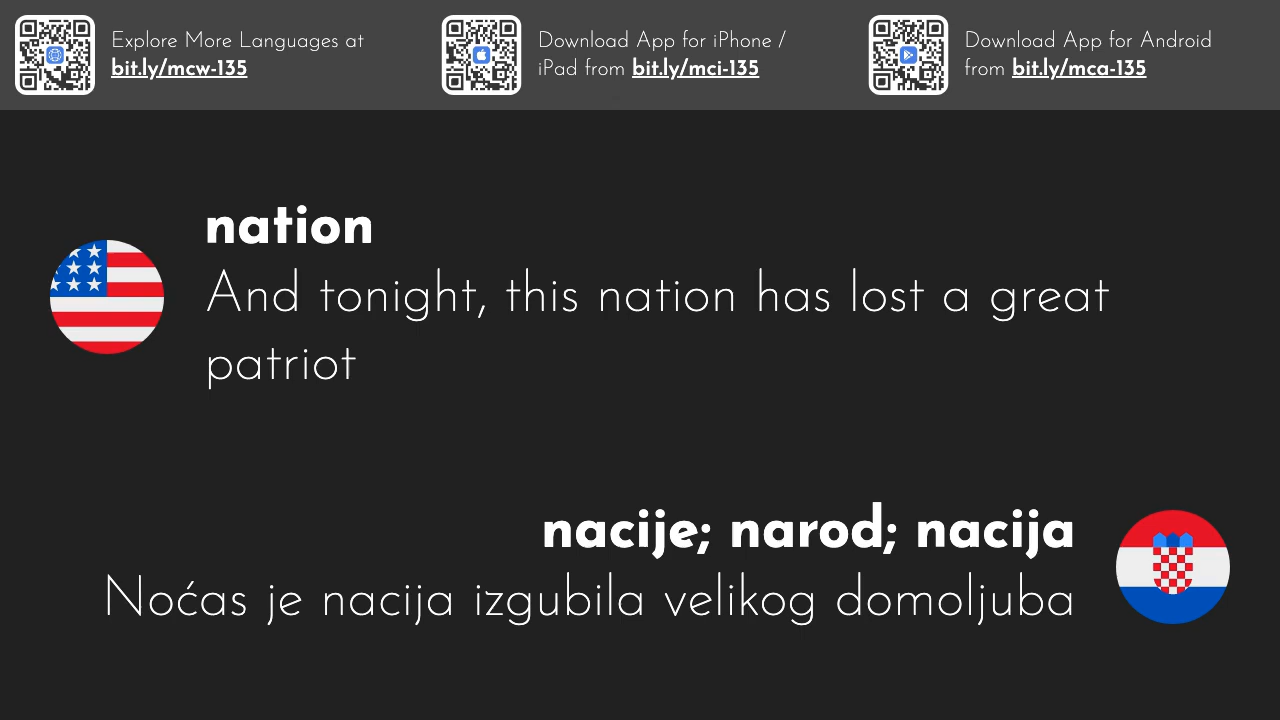 Explore More Languages at
bit.ly/mcw-135
Download App for iPhone /
iPad from bit.ly/mci-135
Download App for Android
from bit.ly/mca-135
nation
And tonight, this nation has lost a great
patriot
nacije; narod; nacija
Noćas je nacija izgubila velikog domoljuba